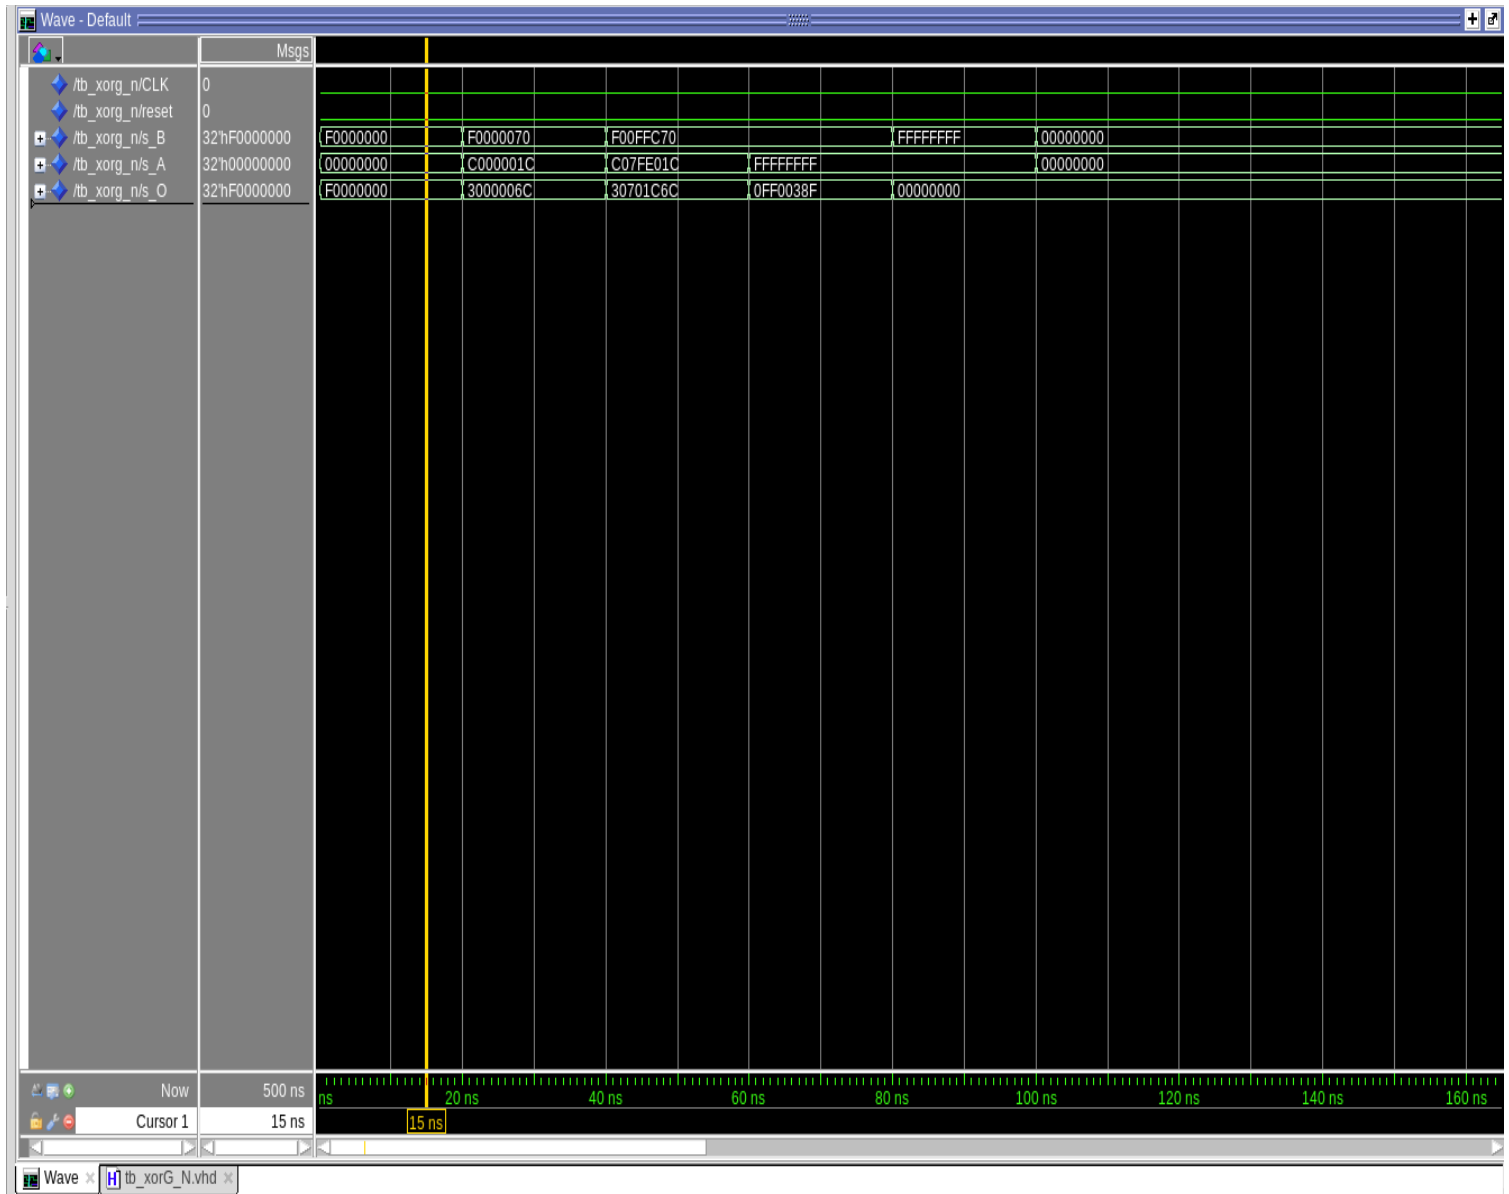 Wave - Default
Msgs
/tb_xorg_n/CLK 0
/tb_xorg_n/reset 0
/tb_xorg_n/s_B 32'hF0000000 F0000000 F0000070 F00FFC70 FFFFFFFF 00000000
/tb_xorg_n/s_A 32'h00000000 00000000 C000001C C07FE01C FFFFFFFF 00000000
/tb_xorg_n/s_O 32'hF0000000 F0000000 3000006C 30701C6C 0FF0038F 00000000
Now 500 ns ns 20 ns 40 ns 60 ns 80 ns 100 ns 120 ns 140 ns 160 ns
Cursor 1 15 ns 15 ns
Wave tb_xorG_N.vhd